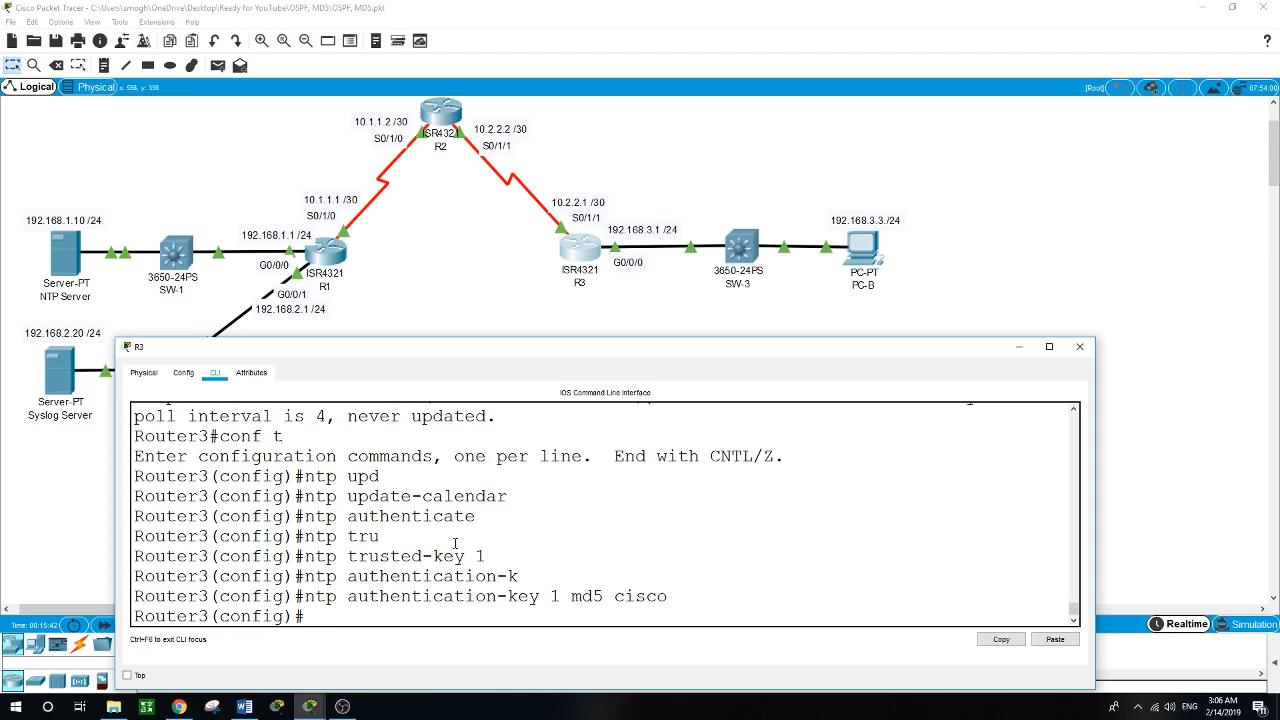 Cisco Packet Tracer - C:\Users\smogh\OneDrive\Desktop\Ready for YouTube\OSPF, MD5\OSPF, MD5.pkt
File Edit Options View Tools Extensions Help
?
Logical Physical x: 598, y: 350 [Root] 07:54:00
10.1.1.2 /30
S0/1/0
ISR4321
R2
10.2.2.2 /30
S0/1/1
10.1.1.1 /30
S0/1/0
10.2.2.1 /30
S0/1/1
192.168.1.10 /24
192.168.1.1 /24
192.168.3.1 /24
192.168.3.3. /24
Server-PT
NTP Server
3650-24PS
SW-1
G0/0/0
ISR4321
R1
G0/0/1
192.168.2.1 /24
ISR4321
R3
G0/0/0
3650-24PS
SW-3
PC-PT
PC-B
192.168.2.20 /24
Server-PT
Syslog Server
R3
Physical Config CLI Attributes
IOS Command Line Interface
poll interval is 4, never updated.
Router3#conf t
Enter configuration commands, one per line. End with CNTL/Z.
Router3(config)#ntp upd
Router3(config)#ntp update-calendar
Router3(config)#ntp authenticate
Router3(config)#ntp tru
Router3(config)#ntp trusted-key 1
Router3(config)#ntp authentication-k
Router3(config)#ntp authentication-key 1 md5 cisco
Router3(config)#
Ctrl+F6 to exit CLI focus
Copy Paste
Top
Time: 00:15:42
Realtime Simulation
ENG
3:06 AM
2/14/2019